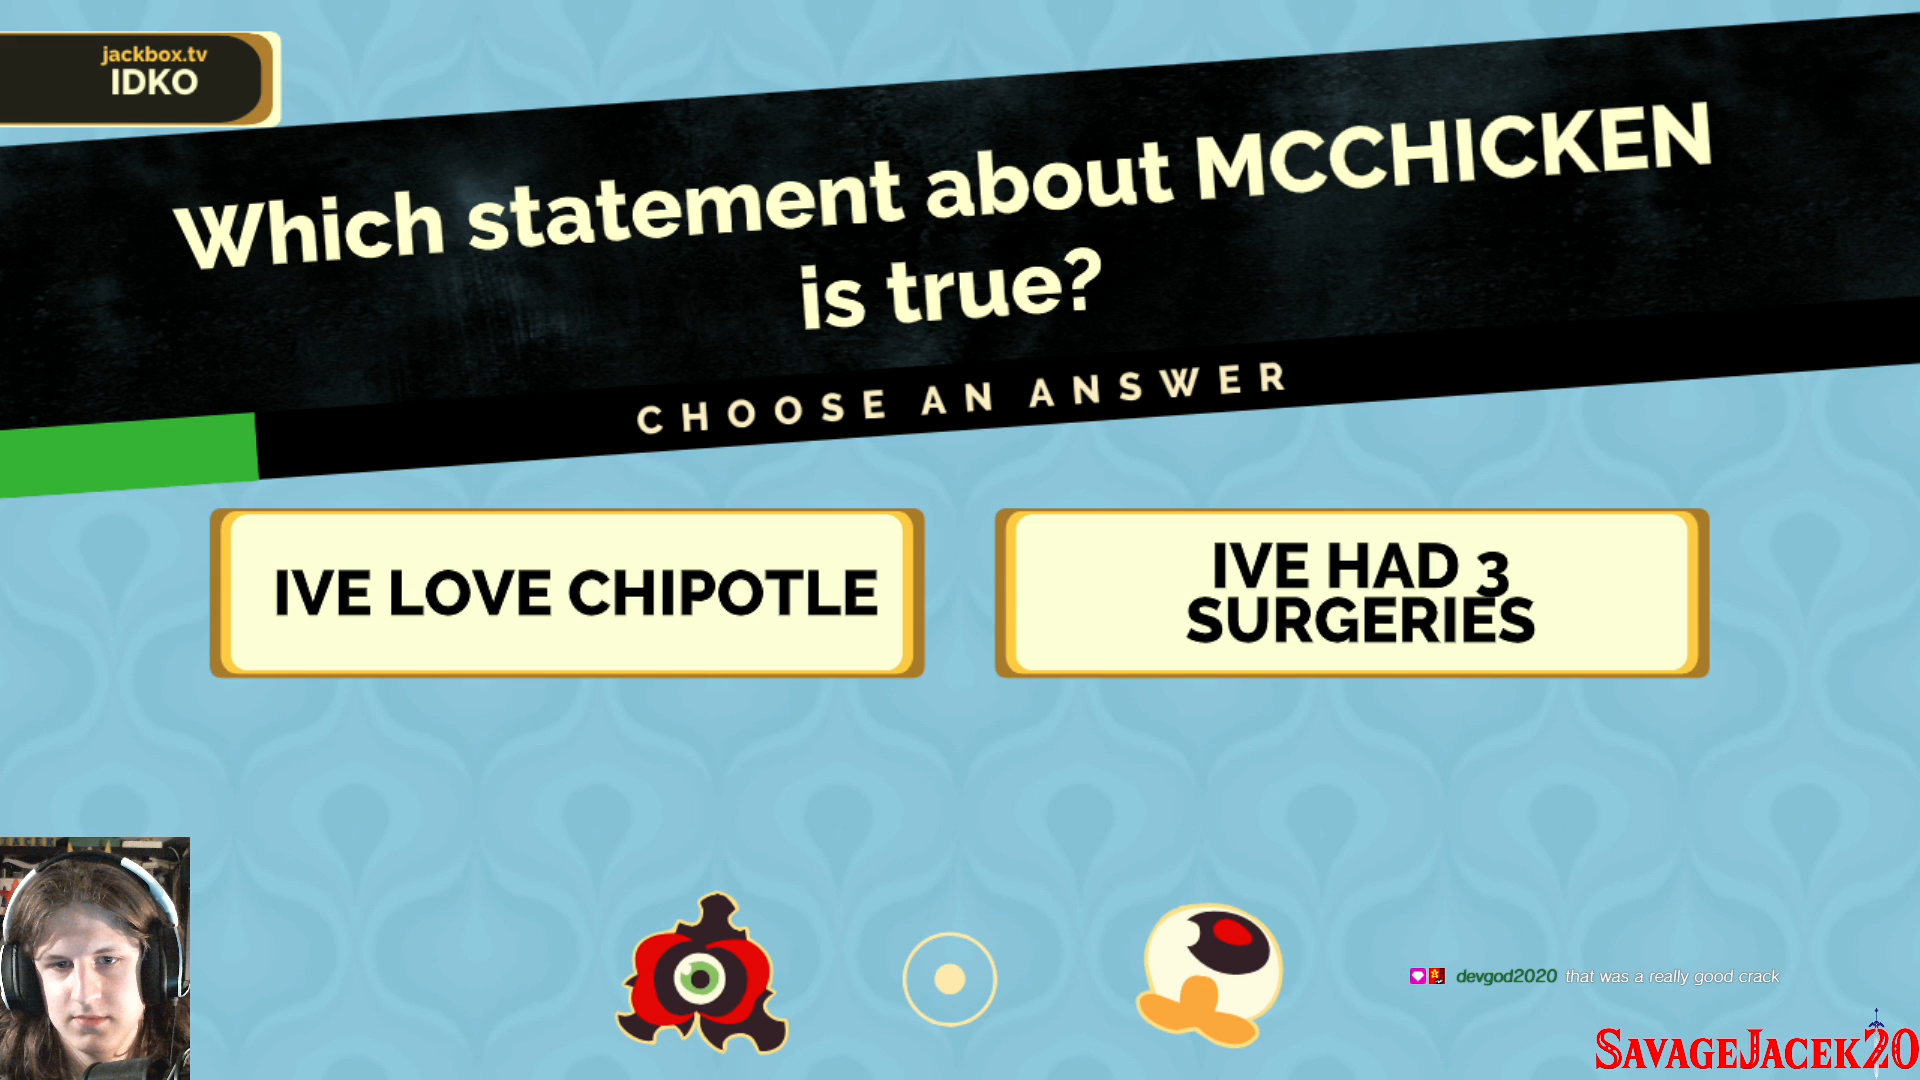 jackbox.tv
IDKO
Which statement about MCCHICKEN
is true?
CHOOSE AN ANSWER
IVE LOVE CHIPOTLE
IVE HAD 3
SURGERIES
devgod2020 that was a really good crack
SAVAGEJACEK20